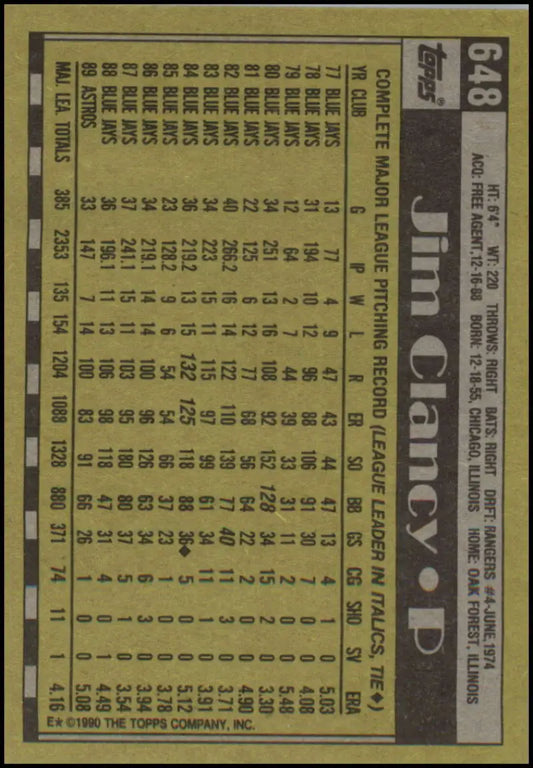 648
HT: 6'4" WT: 220 THROWS: RIGHT BATS: RIGHT DRFT: RANGERS #4-JUNE, 1974
ACQ: FREE AGENT, 12-16-88 BORN: 12-18-55, CHICAGO, ILLINOIS HOME: OAK FOREST, ILLINOIS
topps®
Jim Clancy • P
COMPLETE MAJOR LEAGUE PITCHING RECORD (LEAGUE LEADER IN ITALICS, TIE♦)
YR CLUB G IP W L R ER SO BB GS CG SHO SV ERA
77 BLUE JAYS 13 77 4 9 47 43 44 47 13 4 1 0 5.03
78 BLUE JAYS 31 194 10 12 96 88 106 91 30 7 0 0 4.08
79 BLUE JAYS 12 64 2 7 44 39 33 31 11 2 0 0 5.48
80 BLUE JAYS 34 251 13 16 108 92 152 128 34 15 2 0 3.30
81 BLUE JAYS 22 125 6 12 77 68 56 64 22 2 0 0 4.90
82 BLUE JAYS 40 266.2 16 14 122 110 139 77 40 11 3 0 3.71
83 BLUE JAYS 34 223 15 11 115 97 99 61 34 11 1 0 3.91
84 BLUE JAYS 36 219.2 13 15 132 125 118 88 36♦ 5 0 0 5.12
85 BLUE JAYS 23 128.2 9 6 54 54 66 37 23 1 0 0 3.78
86 BLUE JAYS 34 219.1 14 14 100 96 126 63 34 6 3 0 3.94
87 BLUE JAYS 37 241.1 15 11 103 95 180 80 37 5 1 0 3.54
88 BLUE JAYS 36 196.1 11 13 106 98 118 47 31 4 0 1 4.49
89 ASTROS 33 147 7 14 100 83 91 66 26 1 0 0 5.08
MAJ. LEA. TOTALS 385 2353 135 154 1204 1088 1328 880 371 74 11 1 4.16
E★ ©1990 THE TOPPS COMPANY, INC.